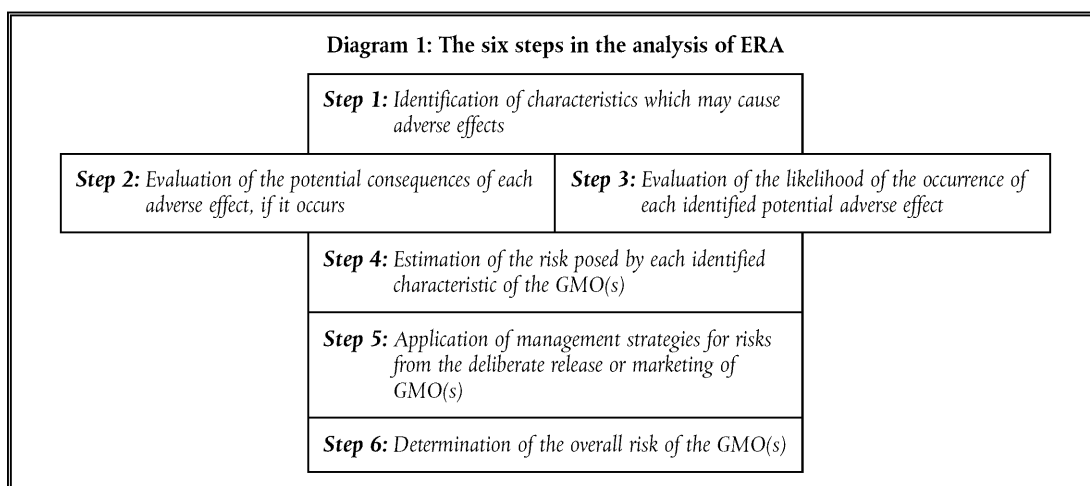 Diagram 1: The six steps in the analysis of ERA
Step 1: Identification of characteristics which may cause
adverse effects
Step 2: Evaluation of the potential consequences of each
adverse effect, if it occurs
Step 3: Evaluation of the likelihood of the occurrence of
each identified potential adverse effect
Step 4: Estimation of the risk posed by each identified
characteristic of the GMO(s)
Step 5: Application of management strategies for risks
from the deliberate release or marketing of
GMO(s)
Step 6: Determination of the overall risk of the GMO(s)